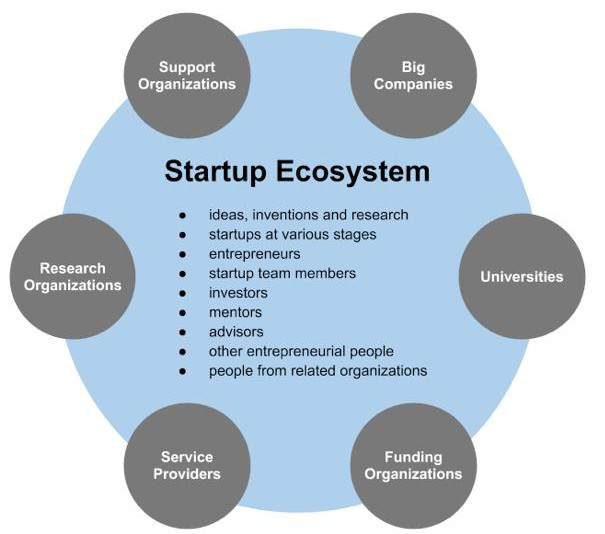 Support
Organizations
Big
Companies
Startup Ecosystem
● ideas, inventions and research
● startups at various stages
● entrepreneurs
● startup team members
● investors
● mentors
● advisors
● other entrepreneurial people
● people from related organizations
Research
Organizations
Universities
Service
Providers
Funding
Organizations